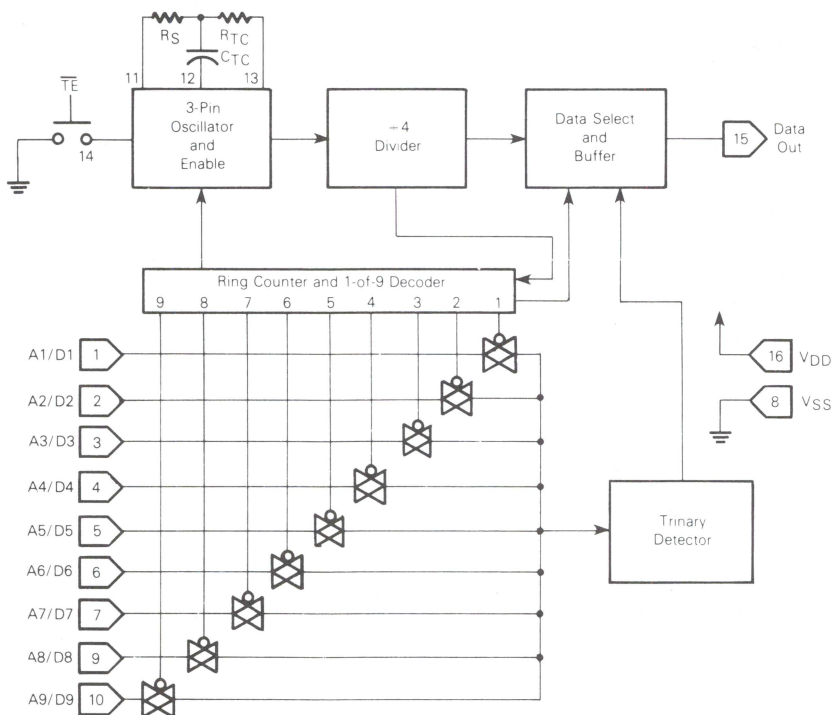 RS
RTC
CTC
11
12
13
TE
14
3-Pin
Oscillator
and
Enable
÷4
Divider
Data Select
and
Buffer
15
Data
Out
Ring Counter and 1-of-9 Decoder
9 8 7 6 5 4 3 2 1
A1/D1 1
A2/D2 2
A3/D3 3
A4/D4 4
A5/D5 5
A6/D6 6
A7/D7 7
A8/D8 9
A9/D9 10
16 VDD
8 VSS
Trinary
Detector